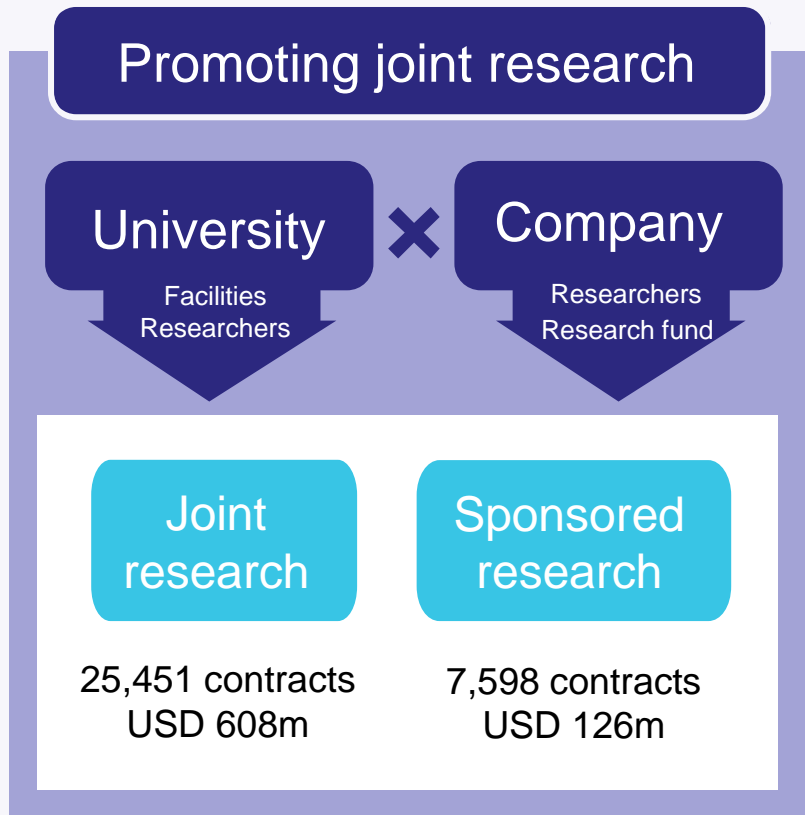 Promoting joint research
University
Facilities
Researchers
Company
Researchers
Research fund
Joint
research
25,451 contracts
USD 608m
Sponsored
research
7,598 contracts
USD 126m